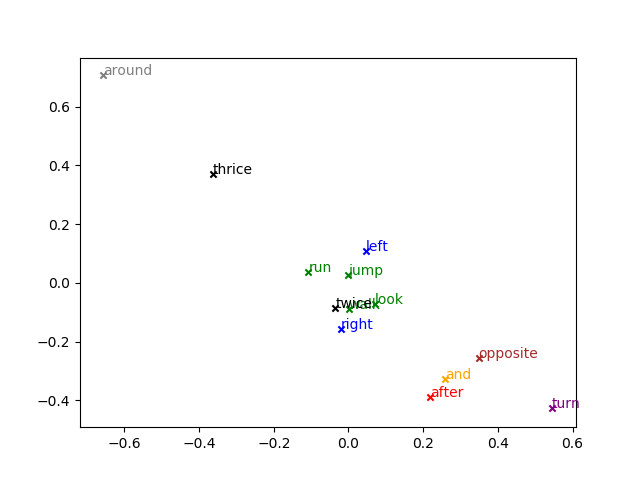 around
0.6
thrice
0.4
0.2
left
run
jump
0.0
twice
look
right
−0.2
opposite
and
after
turn
−0.4
−0.6 −0.4 −0.2 0.0 0.2 0.4 0.6